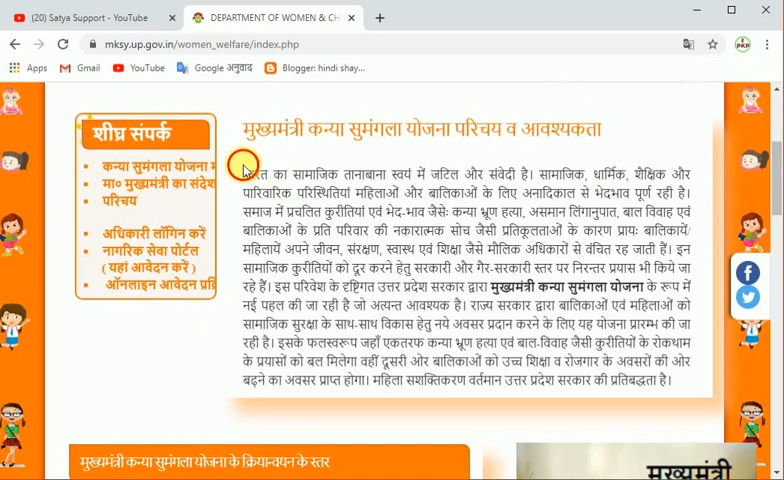 (20) Satya Support - YouTube
DEPARTMENT OF WOMEN & CH
mksy.up.gov.in/women_welfare/index.php
Apps Gmail YouTube Google अनुवाद Blogger: hindi shay...
शीघ्र संपर्क
कन्या सुमंगला योजना
मा० मुख्यमंत्री का संदेश
परिचय
अधिकारी लॉगिन करें
नागरिक सेवा पोर्टल
( यहां आवेदन करें )
ऑनलाइन आवेदन प्रक्रि
मुख्यमंत्री कन्या सुमंगला योजना परिचय व आवश्यकता
का सामाजिक तानाबाना स्वयं में जटिल और संवेदी है। सामाजिक, धार्मिक, शैक्षिक और
पारिवारिक परिस्थितियां महिलाओं और बालिकाओं के लिए अनादिकाल से भेदभाव पूर्ण रही है।
समाज में प्रचलित कुरीतियां एवं भेद-भाव जैसेः कन्या भ्रूण हत्या, असमान लिंगानुपात, बाल विवाह एवं
बालिकाओं के प्रति परिवार की नकारात्मक सोच जैसी प्रतिकूलताओं के कारण प्रायः बालिकायें/
महिलायें अपने जीवन, संरक्षण, स्वास्थ एवं शिक्षा जैसे मौलिक अधिकारों से वंचित रह जाती हैं। इन
सामाजिक कुरीतियों को दूर करने हेतु सरकारी और गैर-सरकारी स्तर पर निरन्तर प्रयास भी किये जा
रहे हैं। इस परिवेश के दृष्टिगत उत्तर प्रदेश सरकार द्वारा मुख्यमंत्री कन्या सुमंगला योजना के रूप में
नई पहल की जा रही है जो अत्यन्त आवश्यक है। राज्य सरकार द्वारा बालिकाओं एवं महिलाओं को
सामाजिक सुरक्षा के साथ-साथ विकास हेतु नये अवसर प्रदान करने के लिए यह योजना प्रारम्भ की जा
रही है। इसके फलस्वरूप जहाँ एकतरफ कन्या भ्रूण हत्या एवं बाल-विवाह जैसी कुरीतियों के रोकथाम
के प्रयासों को बल मिलेगा वहीं दूसरी ओर बालिकाओं को उच्च शिक्षा व रोजगार के अवसरों की ओर
बढ़ने का अवसर प्राप्त होगा। महिला सशक्तिकरण वर्तमान उत्तर प्रदेश सरकार की प्रतिबद्धता है।
मुख्यमंत्री कन्या सुमंगला योजना के क्रियान्वयन के स्तर
मुख्यमंत्री